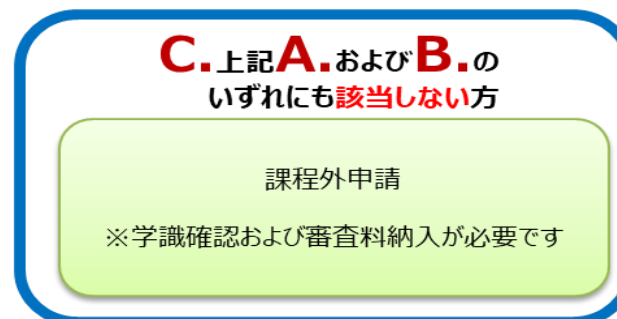 C.上記A.およびB.の
いずれにも該当しない方
課程外申請
※学識確認および審査料納入が必要です